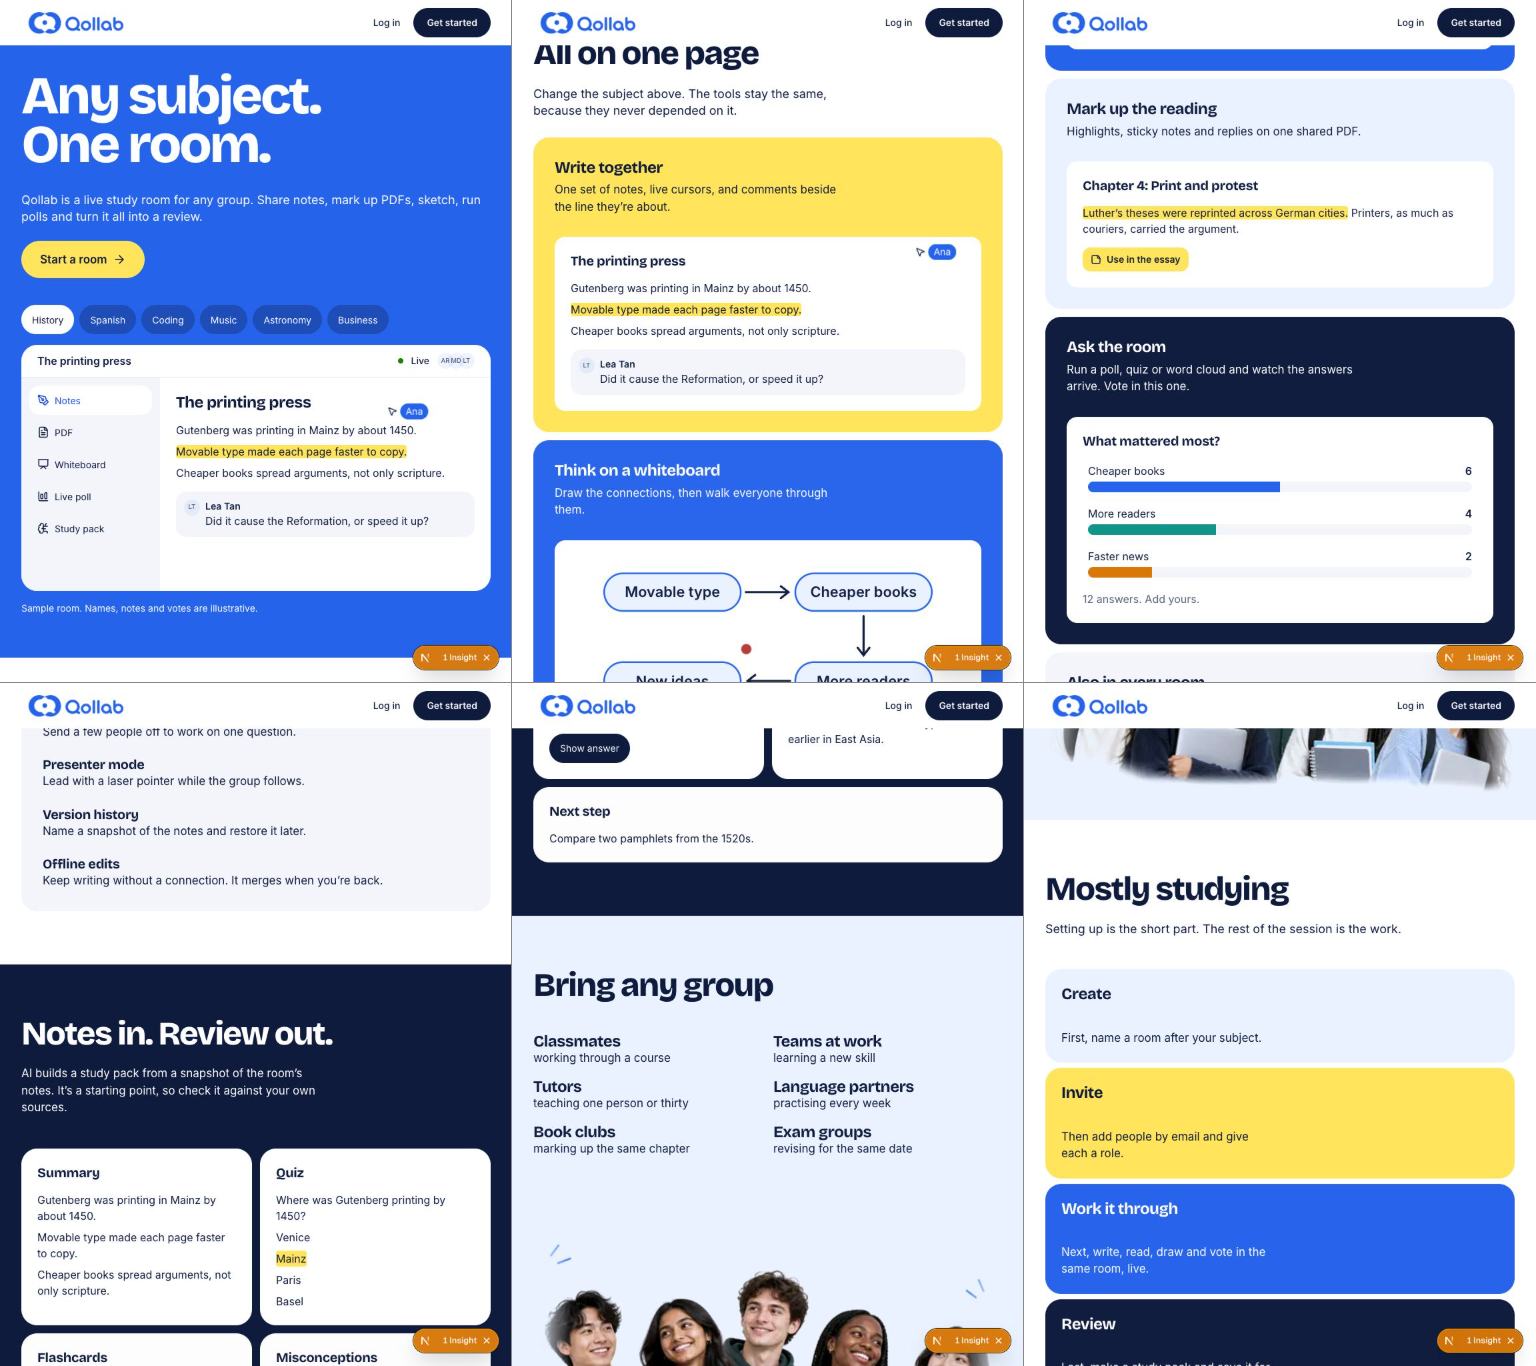 Qollab
Log in
Get started
Any subject.
One room.
Qollab is a live study room for any group. Share notes, mark up PDFs, sketch, run
polls and turn it all into a review.
Start a room
History
Spanish
Coding
Music
Astronomy
Business
The printing press
Live
AR MD LT
Notes
PDF
Whiteboard
Live poll
Study pack
The printing press
Ana
Gutenberg was printing in Mainz by about 1450.
Movable type made each page faster to copy.
Cheaper books spread arguments, not only scripture.
LT
Lea Tan
Did it cause the Reformation, or speed it up?
Sample room. Names, notes and votes are illustrative.
1 Insight
Qollab
Log in
Get started
All on one page
Change the subject above. The tools stay the same,
because they never depended on it.
Write together
One set of notes, live cursors, and comments beside
the line they're about.
Ana
The printing press
Gutenberg was printing in Mainz by about 1450.
Movable type made each page faster to copy.
Cheaper books spread arguments, not only scripture.
LT
Lea Tan
Did it cause the Reformation, or speed it up?
Think on a whiteboard
Draw the connections, then walk everyone through
them.
Movable type
Cheaper books
New ideas
More readers
1 Insight
Qollab
Log in
Get started
Mark up the reading
Highlights, sticky notes and replies on one shared PDF.
Chapter 4: Print and protest
Luther's theses were reprinted across German cities. Printers, as much as
couriers, carried the argument.
Use in the essay
Ask the room
Run a poll, quiz or word cloud and watch the answers
arrive. Vote in this one.
What mattered most?
Cheaper books 6
More readers 4
Faster news 2
12 answers. Add yours.
Also in every room
1 Insight
Qollab
Log in
Get started
Send a few people off to work on one question.
Presenter mode
Lead with a laser pointer while the group follows.
Version history
Name a snapshot of the notes and restore it later.
Offline edits
Keep writing without a connection. It merges when you're back.
Notes in. Review out.
AI builds a study pack from a snapshot of the room's
notes. It's a starting point, so check it against your own
sources.
Summary
Gutenberg was printing in Mainz by
about 1450.
Movable type made each page faster
to copy.
Cheaper books spread arguments, not
only scripture.
Quiz
Where was Gutenberg printing by
1450?
Venice
Mainz
Paris
Basel
Flashcards
Misconceptions
1 Insight
Qollab
Log in
Get started
Show answer
earlier in East Asia.
Next step
Compare two pamphlets from the 1520s.
Bring any group
Classmates
working through a course
Teams at work
learning a new skill
Tutors
teaching one person or thirty
Language partners
practising every week
Book clubs
marking up the same chapter
Exam groups
revising for the same date
1 Insight
Qollab
Log in
Get started
Mostly studying
Setting up is the short part. The rest of the session is the work.
Create
First, name a room after your subject.
Invite
Then add people by email and give
each a role.
Work it through
Next, write, read, draw and vote in the
same room, live.
Review
1 Insight